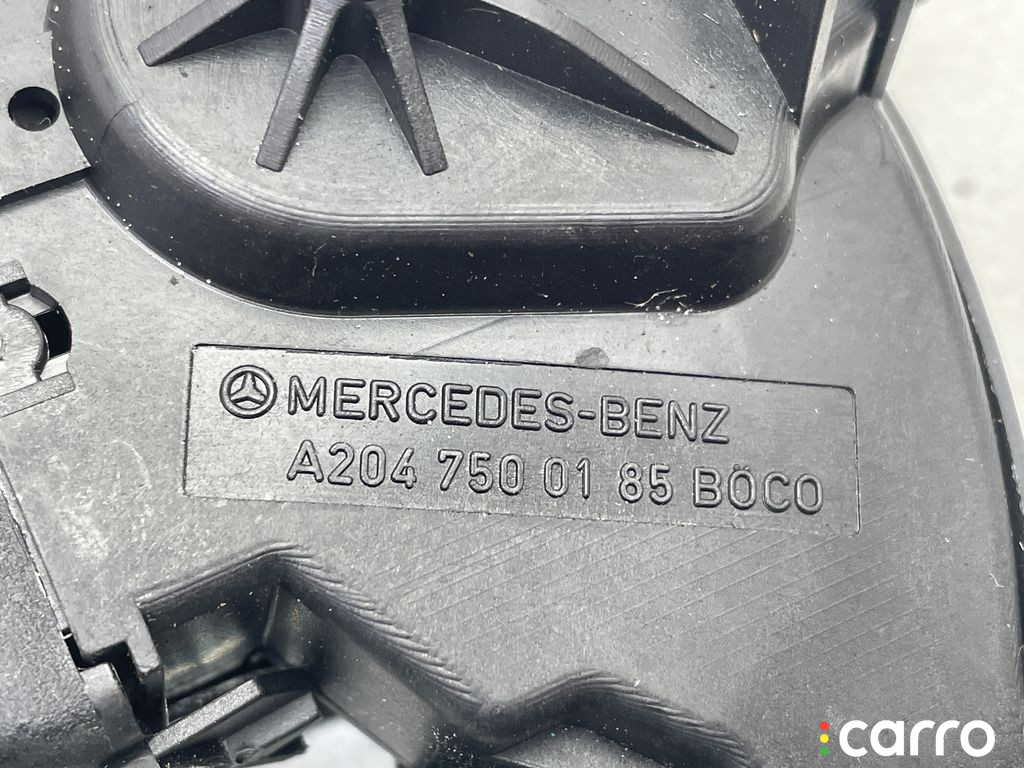 MERCEDES-BENZ
A204 750 01 85 BÖCO
carro